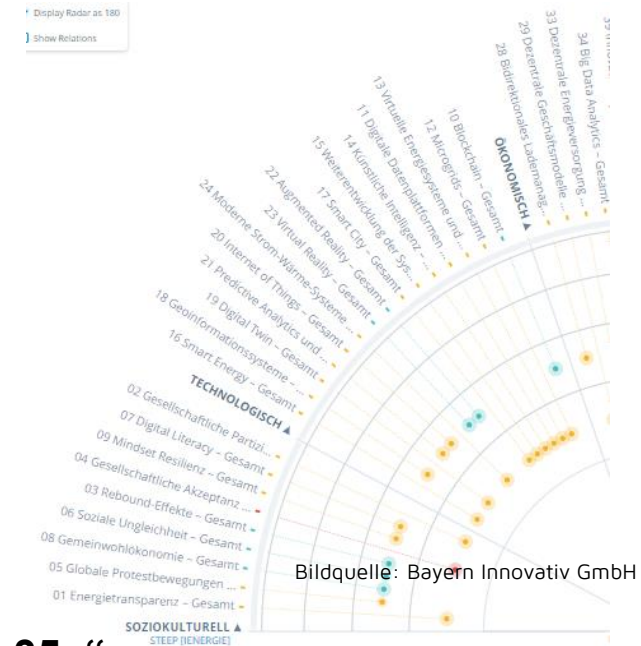 Display Radar as 180
Show Relations
34 Big Data Analytics – Gesamt
33 Dezentrale Energieversorgung ...
29 Dezentrale Geschäftsmodelle ...
28 Bidirektionales Lademanag...
ÖKONOMISCH ▲
10 Blockchain – Gesamt
12 Microgrids – Gesamt
13 Virtuelle Energiesysteme und ...
11 Digitale Datenplattformen ...
14 Künstliche Intelligenz – ...
15 Weiterentwicklung der Sys...
17 Smart City – Gesamt
22 Augmented Reality – Gesamt
23 Virtual Reality – Gesamt
24 Moderne Strom-Wärme-Systeme ...
20 Internet of Things – Gesamt
21 Predictive Analytics und ...
19 Digital Twin – Gesamt
18 Geoinformationssysteme – ...
16 Smart Energy – Gesamt
TECHNOLOGISCH ▲
02 Gesellschaftliche Partizi...
07 Digital Literacy – Gesamt
09 Mindset Resilienz – Gesamt
04 Gesellschaftliche Akzeptanz ...
03 Rebound-Effekte – Gesamt
06 Soziale Ungleichheit – Gesamt
08 Gemeinwohlökonomie – Gesamt
05 Globale Protestbewegungen ...
01 Energietransparenz – Gesamt
Bildquelle: Bayern Innovativ GmbH
SOZIOKULTURELL ▲
STEEP [IENERGIE]